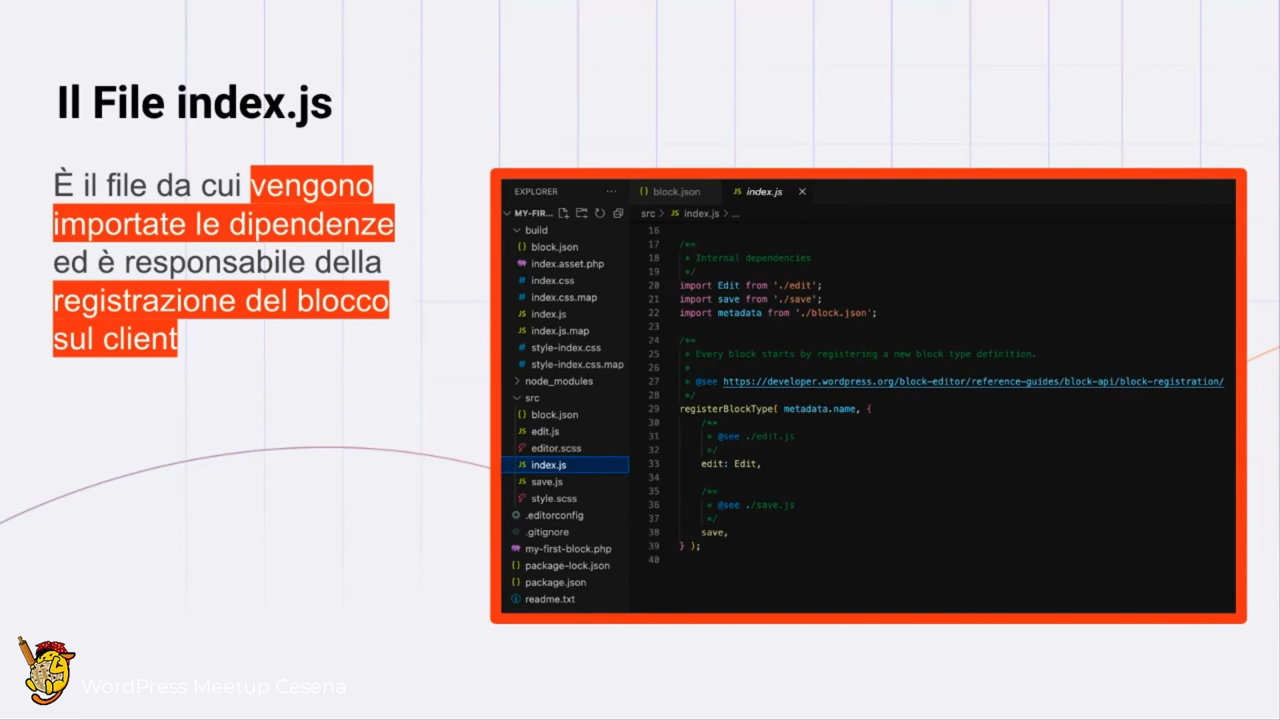 Il File index.js
È il file da cui vengono
importate le dipendenze
ed è responsabile della
registrazione del blocco
sul client
EXPLORER ...
MY-FIR...
build
block.json
index.asset.php
index.css
index.css.map
index.js
index.js.map
style-index.css
style-index.css.map
node_modules
src
block.json
edit.js
editor.scss
index.js
save.js
style.scss
.editorconfig
.gitignore
my-first-block.php
package-lock.json
package.json
readme.txt
{} block.json JS index.js ×
src > JS index.js > ...
16
17 /**
18 * Internal dependencies
19 */
20 import Edit from './edit';
21 import save from './save';
22 import metadata from './block.json';
23
24 /**
25 * Every block starts by registering a new block type definition.
26 *
27 * @see https://developer.wordpress.org/block-editor/reference-guides/block-api/block-registration/
28 */
29 registerBlockType( metadata.name, {
30 /**
31 * @see ./edit.js
32 */
33 edit: Edit,
34
35 /**
36 * @see ./save.js
37 */
38 save,
39 } );
40
WordPress Meetup Cesena